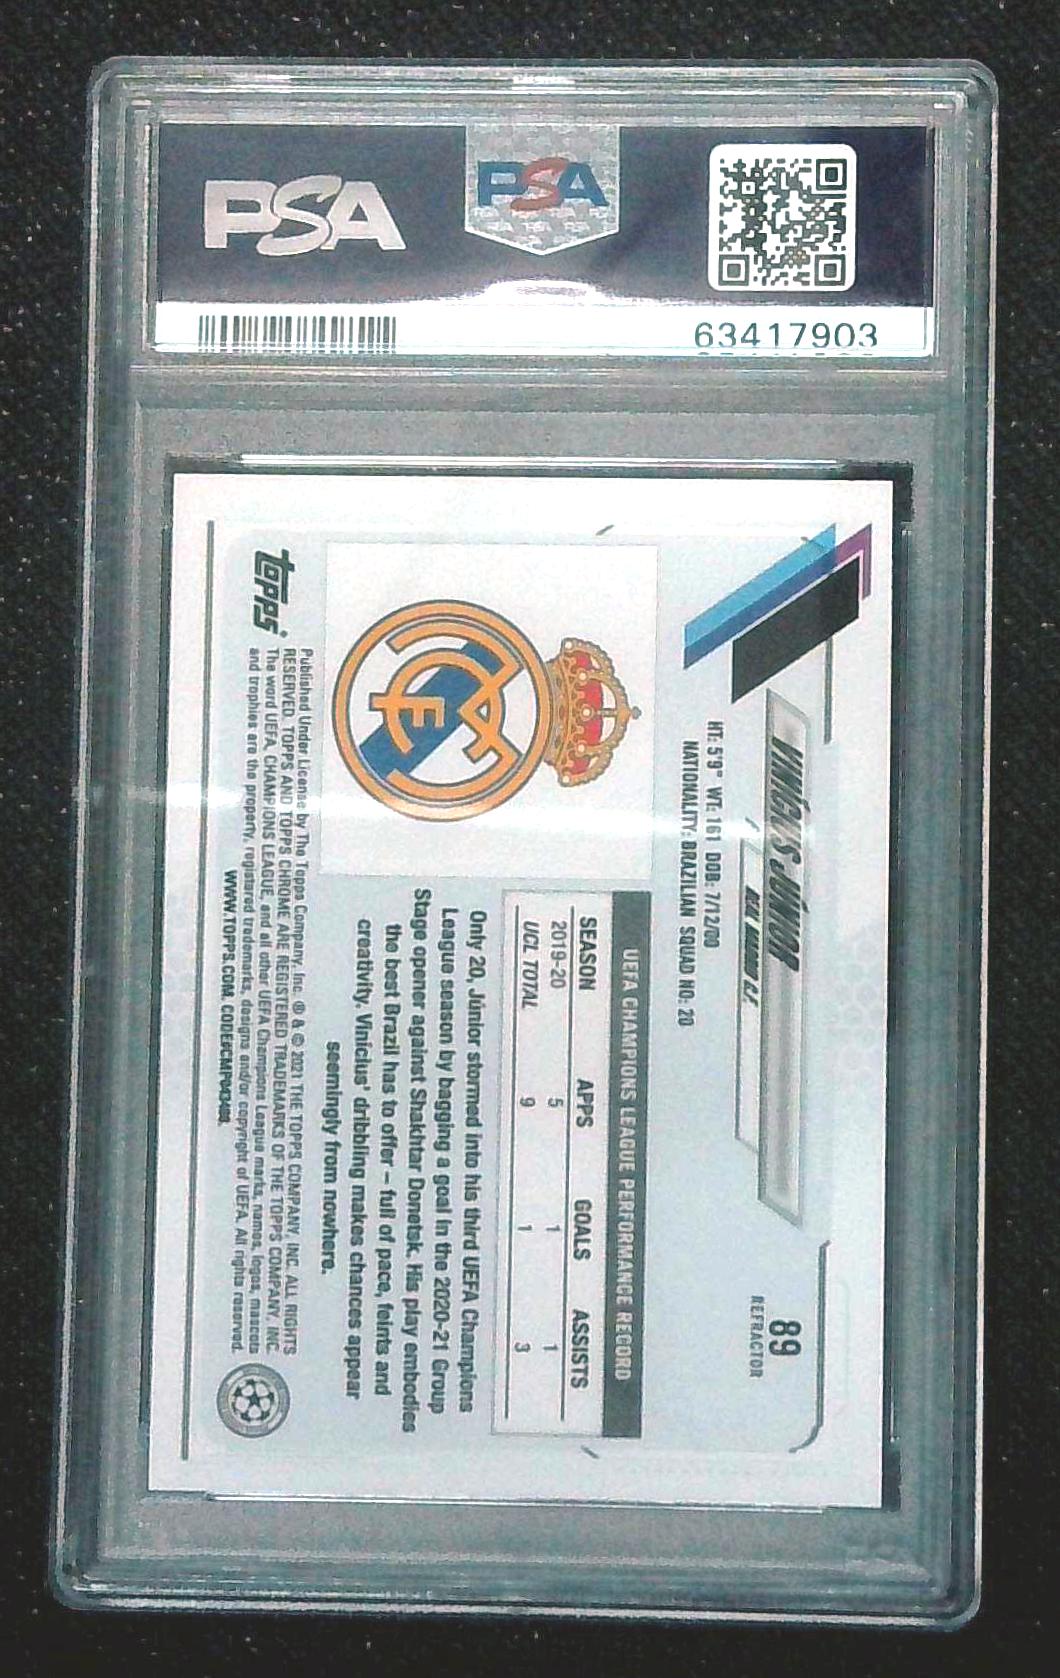 PSA
PSA
63417903
89
REFRACTOR
VINÍCIUS JÚNIOR
REAL MADRID C.F.
HT: 5'9" WT: 161 DOB: 7/12/00
NATIONALITY: BRAZILIAN SQUAD NO: 20
UEFA CHAMPIONS LEAGUE PERFORMANCE RECORD
SEASON APPS GOALS ASSISTS
2019-20 5 1 1
UCL TOTAL 9 1 3
Only 20, Júnior stormed into his third UEFA Champions
League season by bagging a goal in the 2020-21 Group
Stage opener against Shakhtar Donetsk. His play embodies
the best Brazil has to offer – full of pace, feints and
creativity. Vinícius' dribbling makes chances appear
seemingly from nowhere.
topps
Published Under License by The Topps Company, Inc. ® & © 2021 THE TOPPS COMPANY, INC. ALL RIGHTS
RESERVED. TOPPS AND TOPPS CHROME ARE REGISTERED TRADEMARKS OF THE TOPPS COMPANY, INC.
The word UEFA, CHAMPIONS LEAGUE, and all other UEFA Champions League marks, names, logos, mascots
and trophies are the property, registered trademarks, designs and/or copyright of UEFA. All rights reserved.
WWW.TOPPS.COM. CODE#CMP043488.